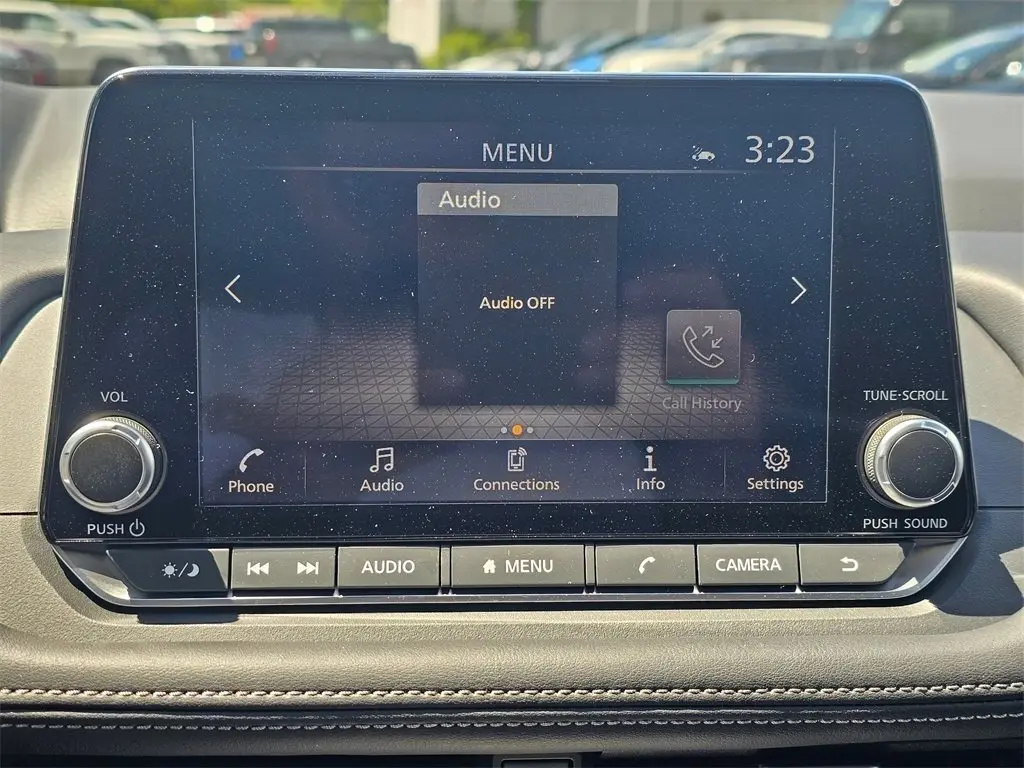 MENU
3:23
Audio
Audio OFF
Call History
VOL
TUNE·SCROLL
Phone
Audio
Connections
Info
Settings
PUSH
PUSH SOUND
AUDIO
MENU
CAMERA